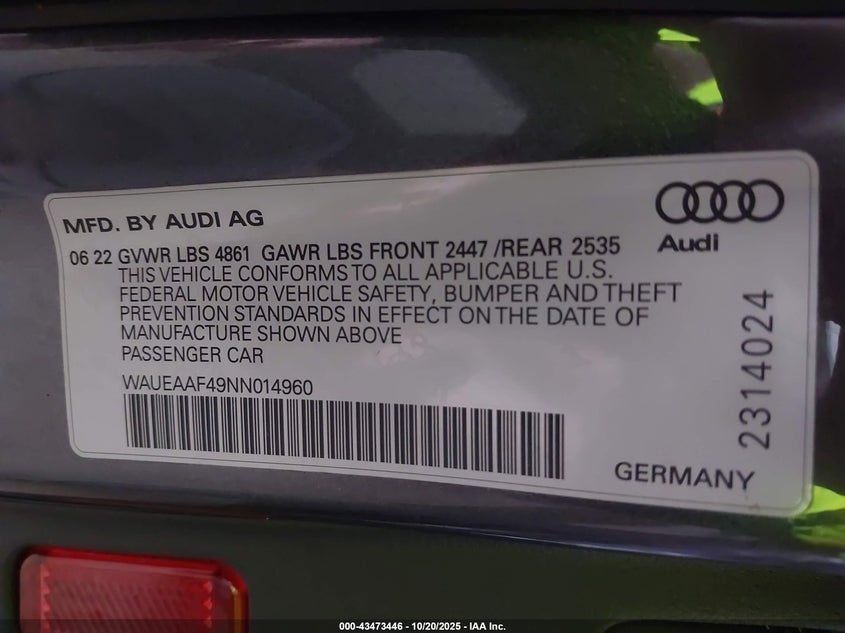 MFD. BY AUDI AG
Audi
06 22 GVWR LBS 4861 GAWR LBS FRONT 2447 /REAR 2535
THIS VEHICLE CONFORMS TO ALL APPLICABLE U.S.
FEDERAL MOTOR VEHICLE SAFETY, BUMPER AND THEFT
PREVENTION STANDARDS IN EFFECT ON THE DATE OF
MANUFACTURE SHOWN ABOVE
PASSENGER CAR
WAUEAAF49NN014960
2314024
GERMANY
000-43473446 - 10/20/2025 - IAA Inc.